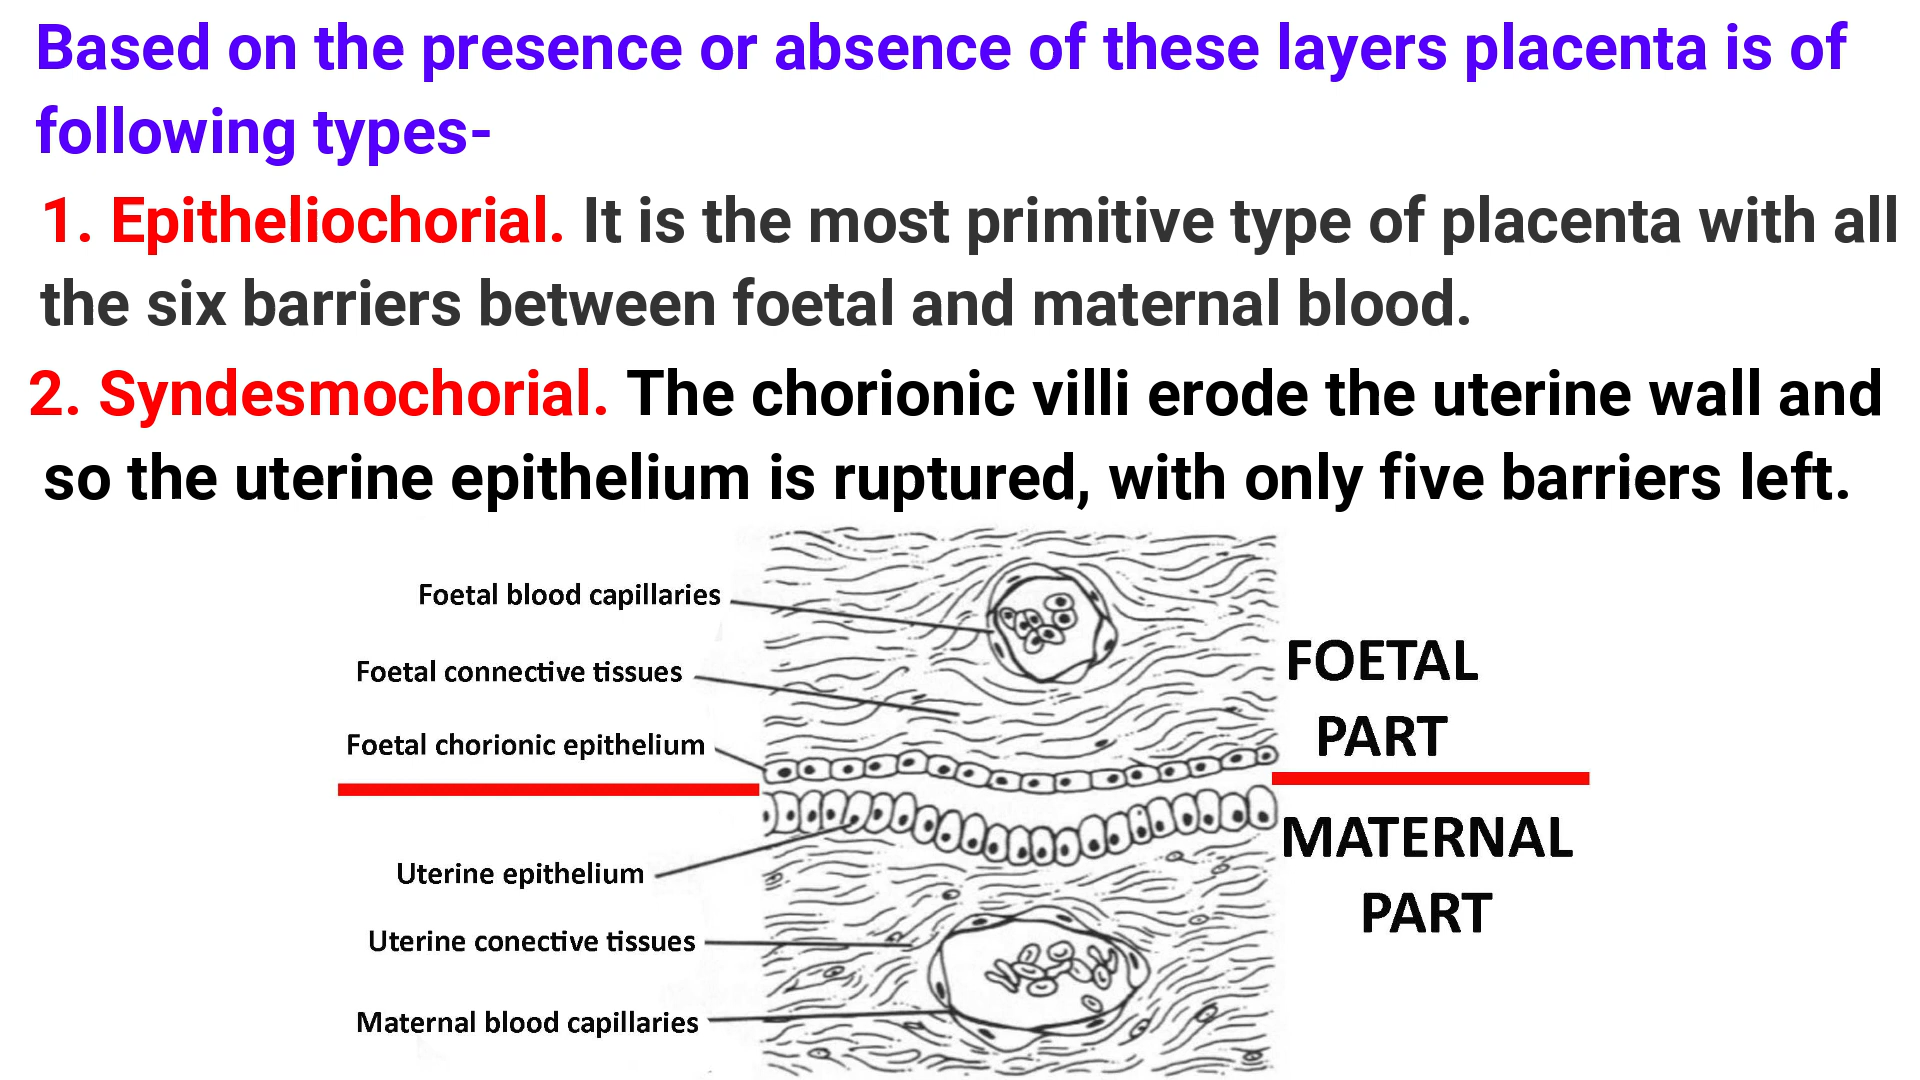 Based on the presence or absence of these layers placenta is of
following types-
1. Epitheliochorial. It is the most primitive type of placenta with all
the six barriers between foetal and maternal blood.
2. Syndesmochorial. The chorionic villi erode the uterine wall and
so the uterine epithelium is ruptured, with only five barriers left.
Foetal blood capillaries
Foetal connective tissues
Foetal chorionic epithelium
FOETAL
PART
Uterine epithelium
Uterine conective tissues
Maternal blood capillaries
MATERNAL
PART